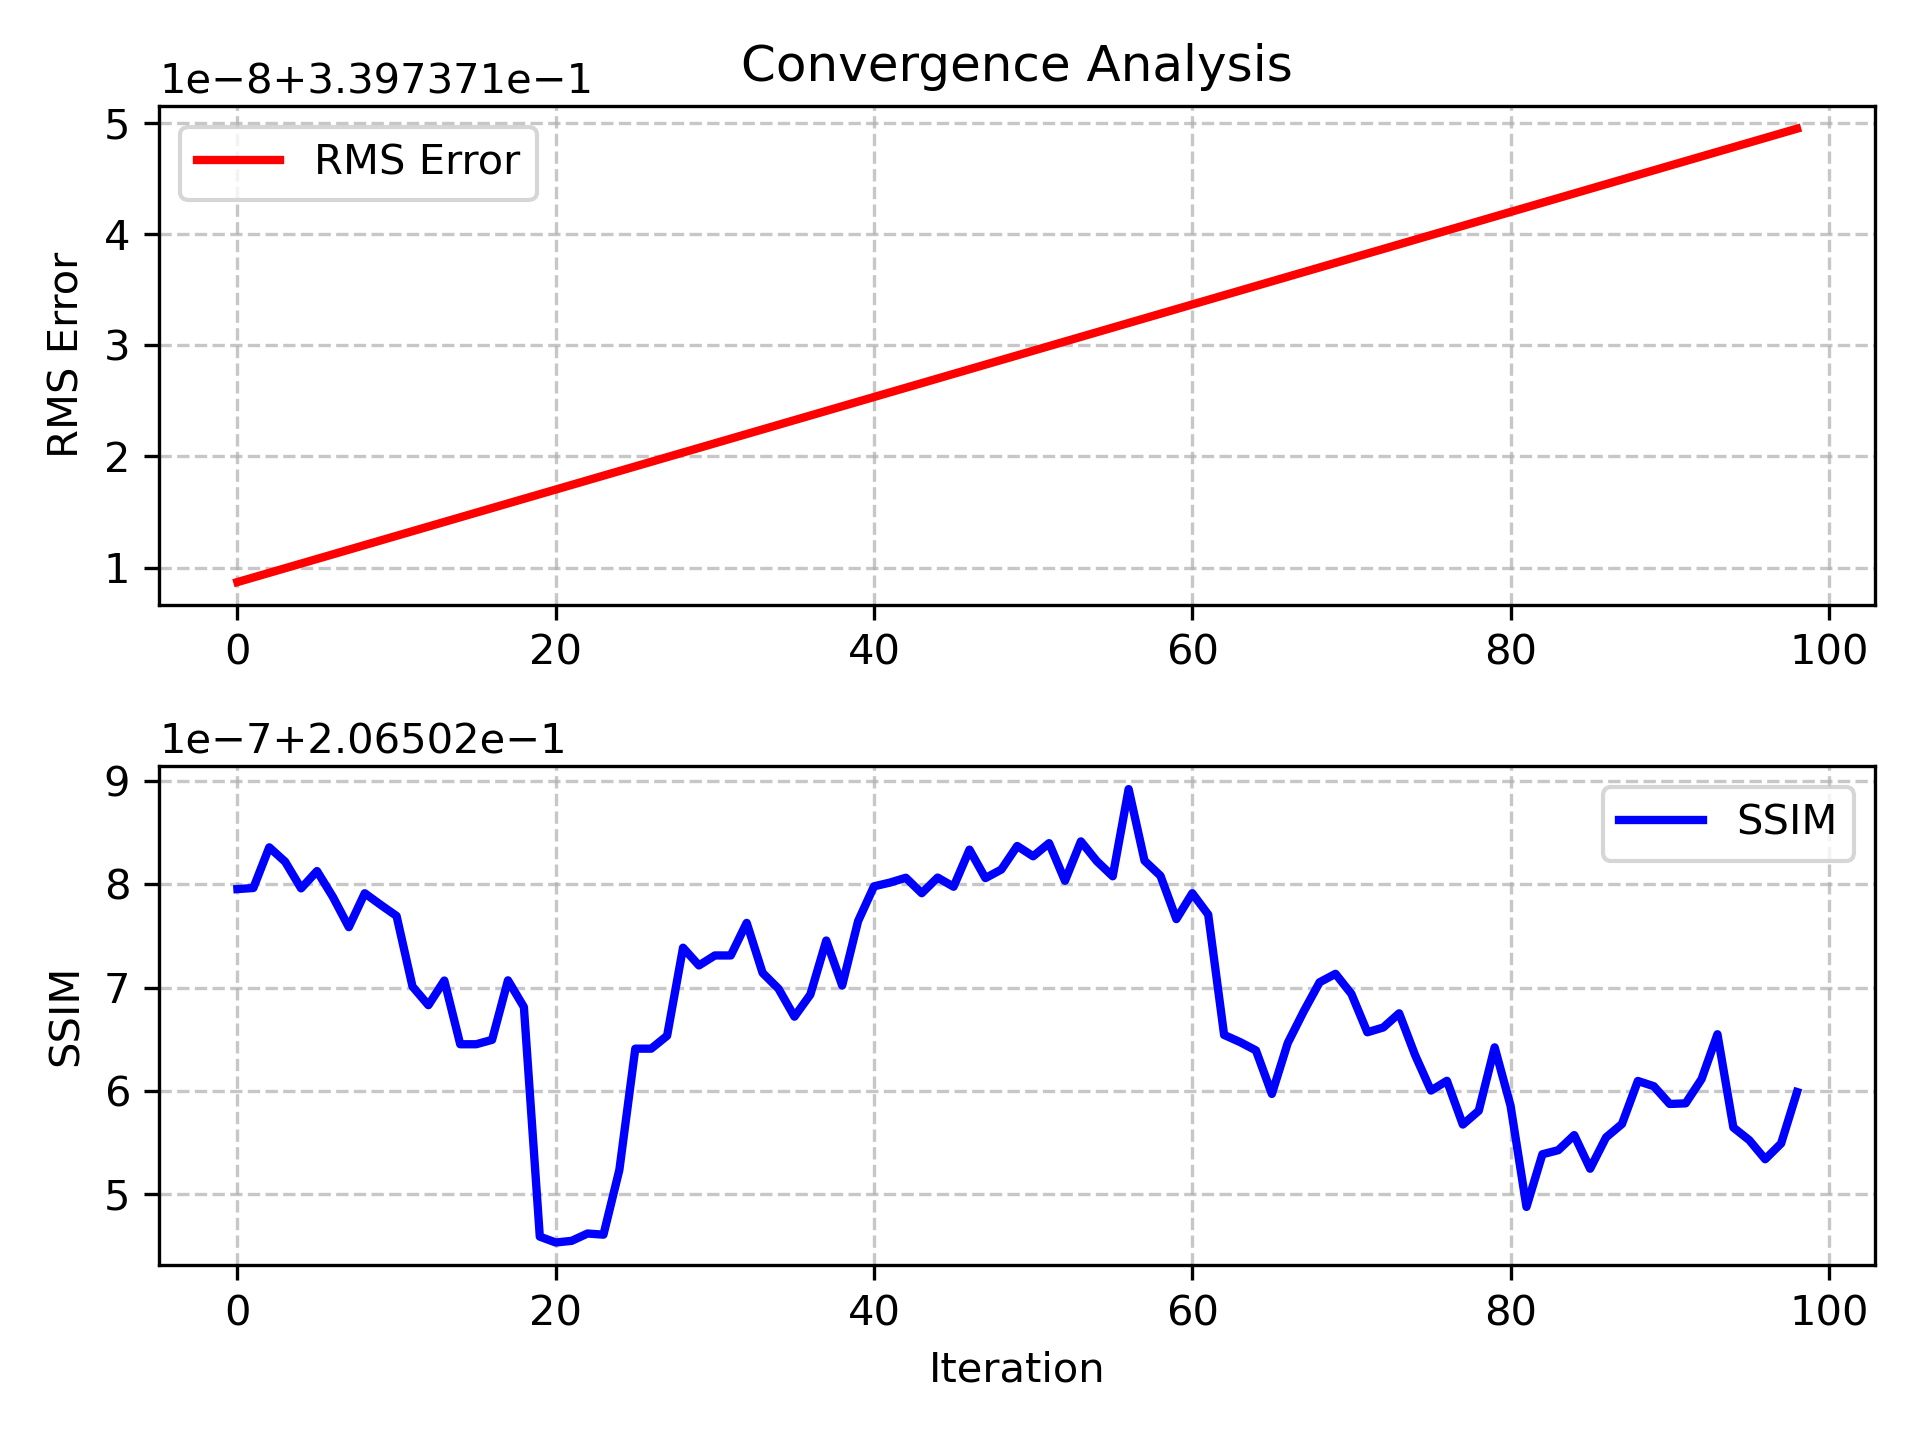 Convergence Analysis
1e−8+3.397371e−1
5
4
3
2
1
RMS Error
RMS Error
0 20 40 60 80 100
1e−7+2.06502e−1
9
8
7
6
5
SSIM
SSIM
0 20 40 60 80 100
Iteration